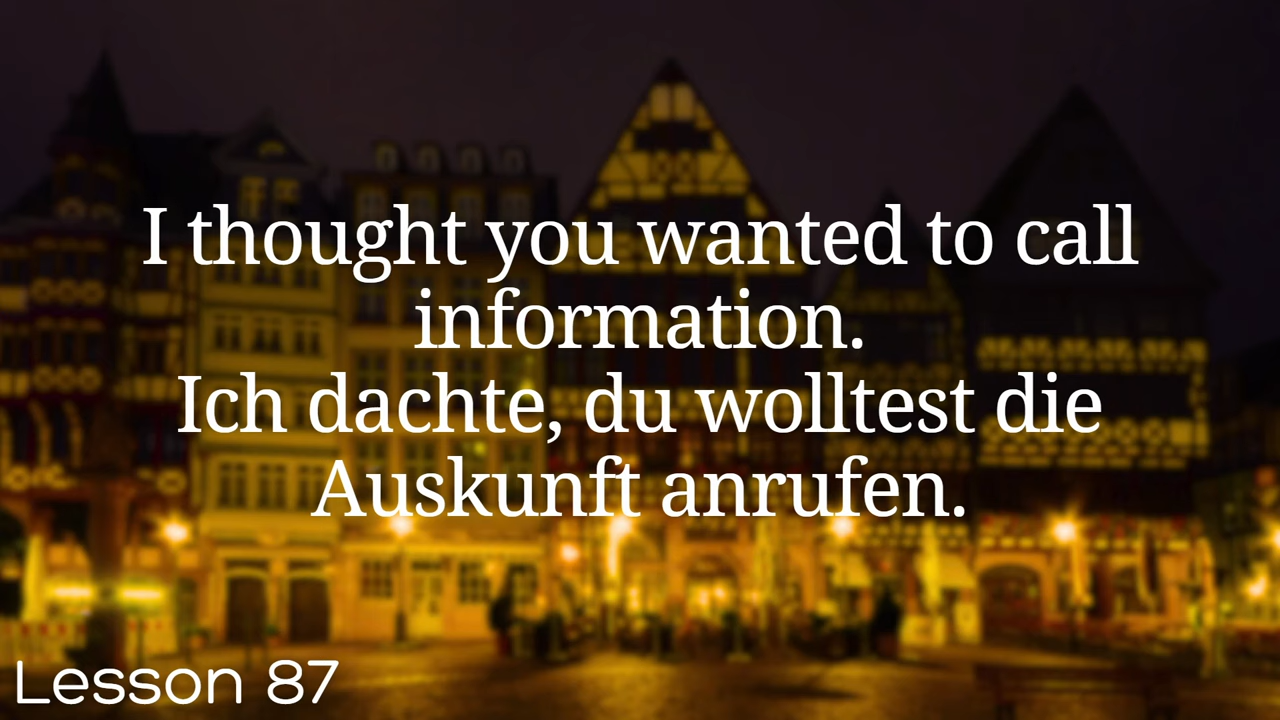 I thought you wanted to call
information.
Ich dachte, du wolltest die
Auskunft anrufen.
Lesson 87